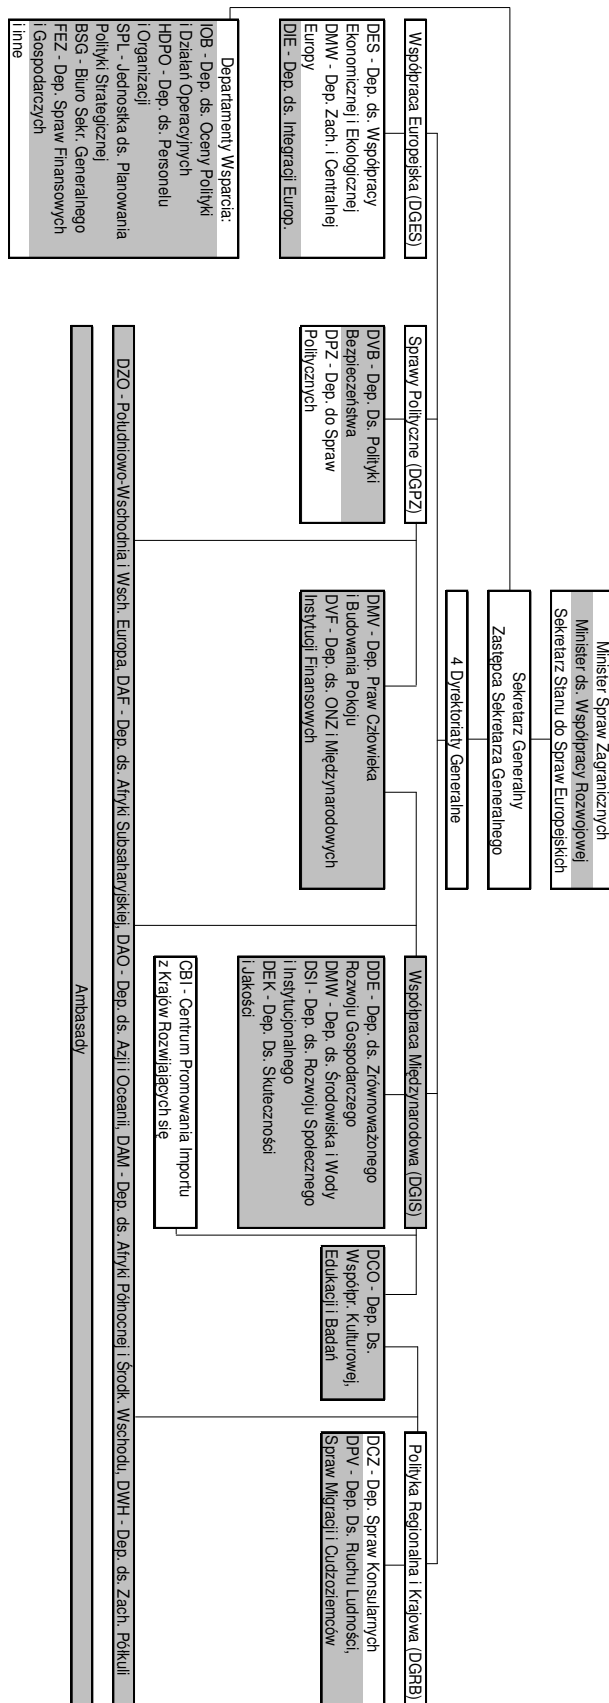 Minister Spraw Zagranicznych
Minister ds. Współpracy Rozwojowej
Sekretarz Stanu do Spraw Europejskich
Sekretarz Generalny
Zastępca Sekretarza Generalnego
4 Dyrektoriaty Generalne
Współpraca Europejska (DGES)
DES - Dep. ds. Współpracy
Ekonomicznej i Ekologicznej
DMW - Dep. Zach. i Centralnej
Europy
DIE - Dep. ds. Integracji Europ.
Departamenty Wsparcia:
IOB - Dep. ds. Oceny Polityki
i Działań Operacyjnych
HDPO - Dep. ds. Personelu
i Organizacji
SPL - Jednostka ds. Planowania
Polityki Strategicznej
BSG - Biuro Sekr. Generalnego
FEZ - Dep. Spraw Finansowych
i Gospodarczych
i inne
Sprawy Polityczne (DGPZ)
DVB - Dep. Ds. Polityki
Bezpieczeństwa
DPZ - Dep. do Spraw
Politycznych
DMV - Dep. Praw Człowieka
i Budowania Pokoju
DVF - Dep. ds. ONZ i Międzynarodowych
Instytucji Finansowych
Współpraca Międzynarodowa (DGIS)
DDE - Dep. ds. Zrównoważonego
Rozwoju Gospodarczego
DMW - Dep. ds. Środowiska i Wody
DSI - Dep. ds. Rozwoju Społecznego
i Instytucjonalnego
DEK - Dep. Ds. Skuteczności
i Jakości
CBI - Centrum Promowania Importu
z Krajów Rozwijających się
DCO - Dep. Ds.
Współpr. Kulturowej,
Edukacji i Badań
Polityka Regionalna i Krajowa (DGRB)
DCZ - Dep. Spraw Konsularnych
DPV - Dep. Ds. Ruchu Ludności,
Spraw Migracji i Cudzoziemców
DZO - Południowo-Wschodnia i Wsch. Europa, DAF - Dep. ds. Afryki Subsaharyjskiej, DAO - Dep. ds. Azji i Oceanii, DAM - Dep. ds. Afryki Północnej i Środk. Wschodu, DWH - Dep. ds. Zach. Półkuli
Ambasady